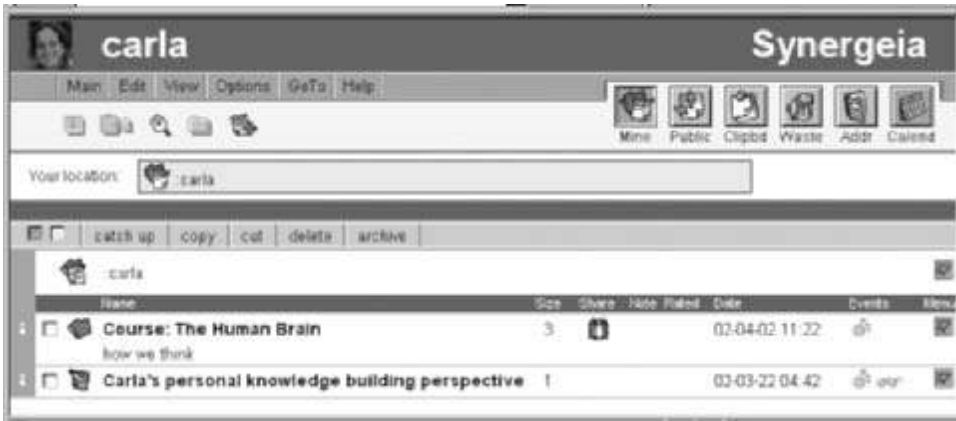 carla Synergeia
Main Edit View Options GoTo Help
Mine Public Clipbd Waste Addr Calend
Your location: :carla
catch up copy cut delete archive
carla
Name Size Share Note Rated Date Events Menu
Course: The Human Brain 3 02-04-02 11:22
how we think
Carla's personal knowledge building perspective 1 02-03-22 04:42